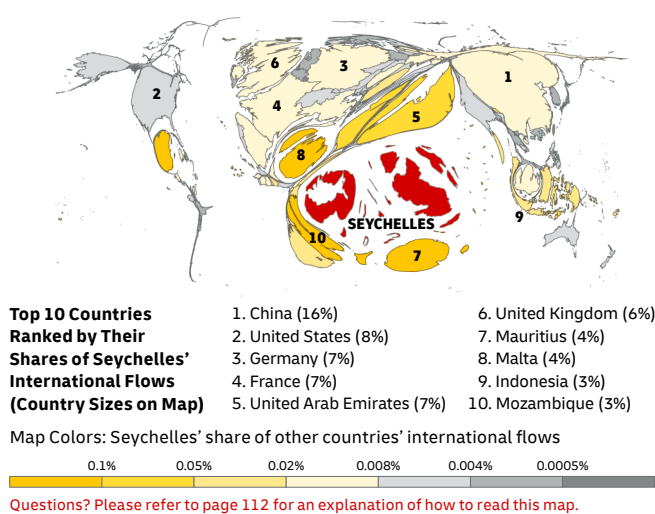 6
3
1
2
4
5
8
SEYCHELLES
9
10
7
Top 10 Countries
Ranked by Their
Shares of Seychelles’
International Flows
(Country Sizes on Map)
1. China (16%)
2. United States (8%)
3. Germany (7%)
4. France (7%)
5. United Arab Emirates (7%)
6. United Kingdom (6%)
7. Mauritius (4%)
8. Malta (4%)
9. Indonesia (3%)
10. Mozambique (3%)
Map Colors: Seychelles’ share of other countries’ international flows
0.1% 0.05% 0.02% 0.008% 0.004% 0.0005%
Questions? Please refer to page 112 for an explanation of how to read this map.